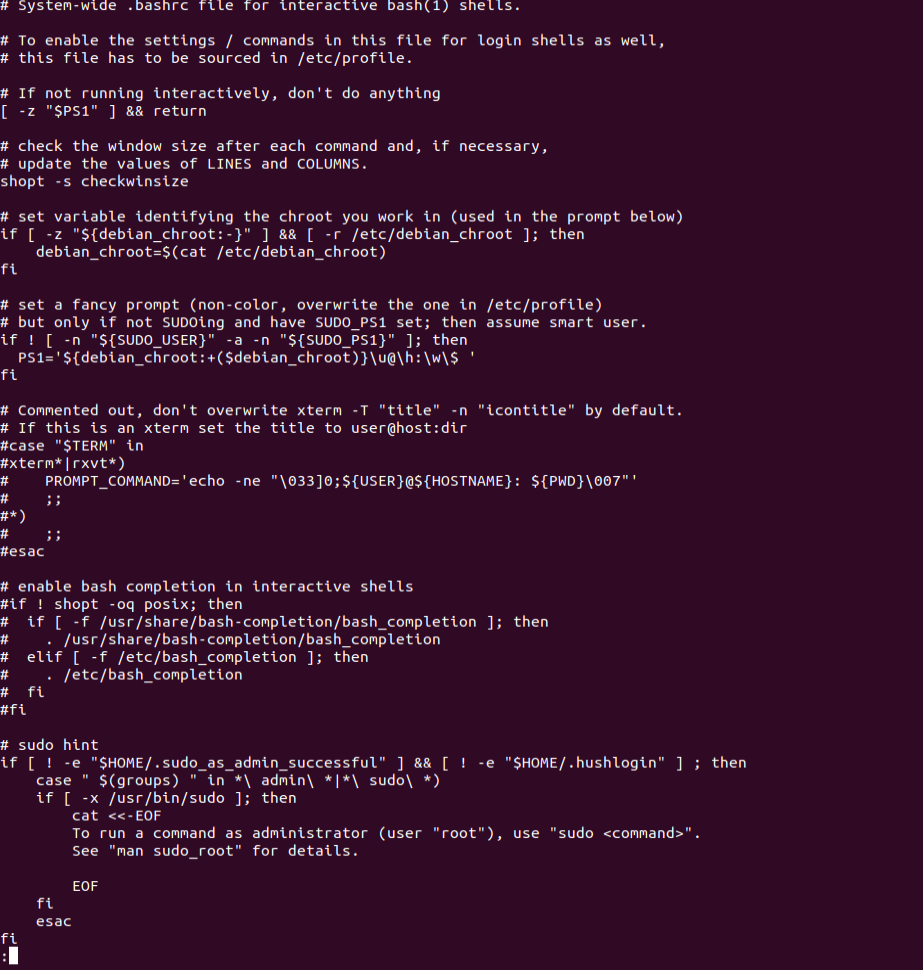 # System-wide .bashrc file for interactive bash(1) shells.

# To enable the settings / commands in this file for login shells as well,
# this file has to be sourced in /etc/profile.

# If not running interactively, don't do anything
[ -z "$PS1" ] && return

# check the window size after each command and, if necessary,
# update the values of LINES and COLUMNS.
shopt -s checkwinsize

# set variable identifying the chroot you work in (used in the prompt below)
if [ -z "${debian_chroot:-}" ] && [ -r /etc/debian_chroot ]; then
    debian_chroot=$(cat /etc/debian_chroot)
fi

# set a fancy prompt (non-color, overwrite the one in /etc/profile)
# but only if not SUDOing and have SUDO_PS1 set; then assume smart user.
if ! [ -n "${SUDO_USER}" -a -n "${SUDO_PS1}" ]; then
  PS1='${debian_chroot:+($debian_chroot)}\u@\h:\w\$ '
fi

# Commented out, don't overwrite xterm -T "title" -n "icontitle" by default.
# If this is an xterm set the title to user@host:dir
#case "$TERM" in
#xterm*|rxvt*)
#    PROMPT_COMMAND='echo -ne "\033]0;${USER}@${HOSTNAME}: ${PWD}\007"'
#    ;;
#*)
#    ;;
#esac

# enable bash completion in interactive shells
#if ! shopt -oq posix; then
#  if [ -f /usr/share/bash-completion/bash_completion ]; then
#    . /usr/share/bash-completion/bash_completion
#  elif [ -f /etc/bash_completion ]; then
#    . /etc/bash_completion
#  fi
#fi

# sudo hint
if [ ! -e "$HOME/.sudo_as_admin_successful" ] && [ ! -e "$HOME/.hushlogin" ] ; then
    case " $(groups) " in *\ admin\ *|*\ sudo\ *)
    if [ -x /usr/bin/sudo ]; then
        cat <<-EOF
        To run a command as administrator (user "root"), use "sudo <command>".
        See "man sudo_root" for details.

        EOF
    fi
    esac
fi
: